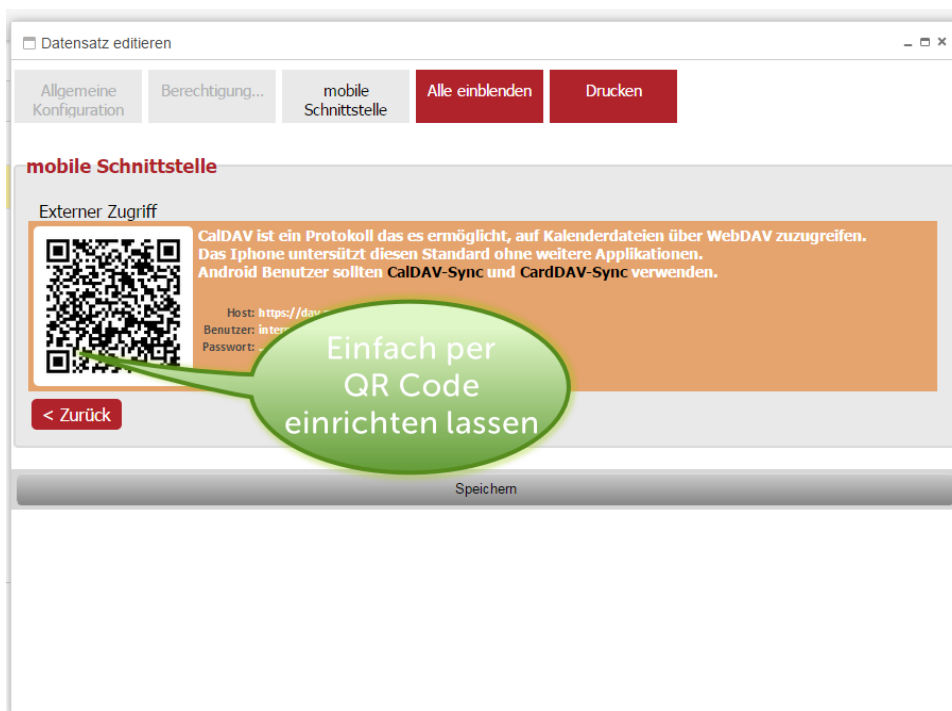 Datensatz editieren
Allgemeine
Konfiguration
Berechtigung...
mobile
Schnittstelle
Alle einblenden
Drucken
mobile Schnittstelle
Externer Zugriff
CalDAV ist ein Protokoll das es ermöglicht, auf Kalenderdateien über WebDAV zuzugreifen.
Das Iphone untersützt diesen Standard ohne weitere Applikationen.
Android Benutzer sollten CalDAV-Sync und CardDAV-Sync verwenden.
Host: https://dav
Benutzer:
Passwort:
Einfach per
QR Code
einrichten lassen
< Zurück
Speichern